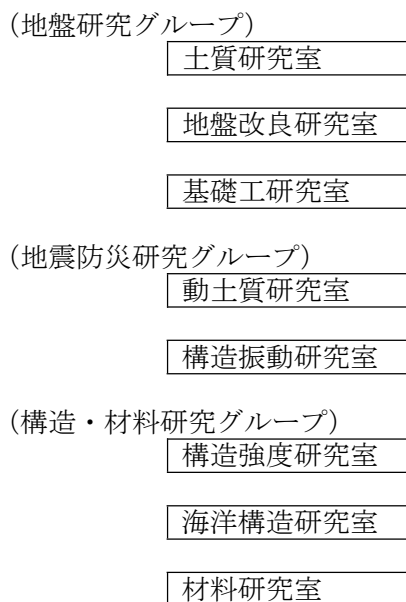 (地盤研究グループ)
土質研究室
地盤改良研究室
基礎工研究室
(地震防災研究グループ)
動土質研究室
構造振動研究室
(構造・材料研究グループ)
構造強度研究室
海洋構造研究室
材料研究室